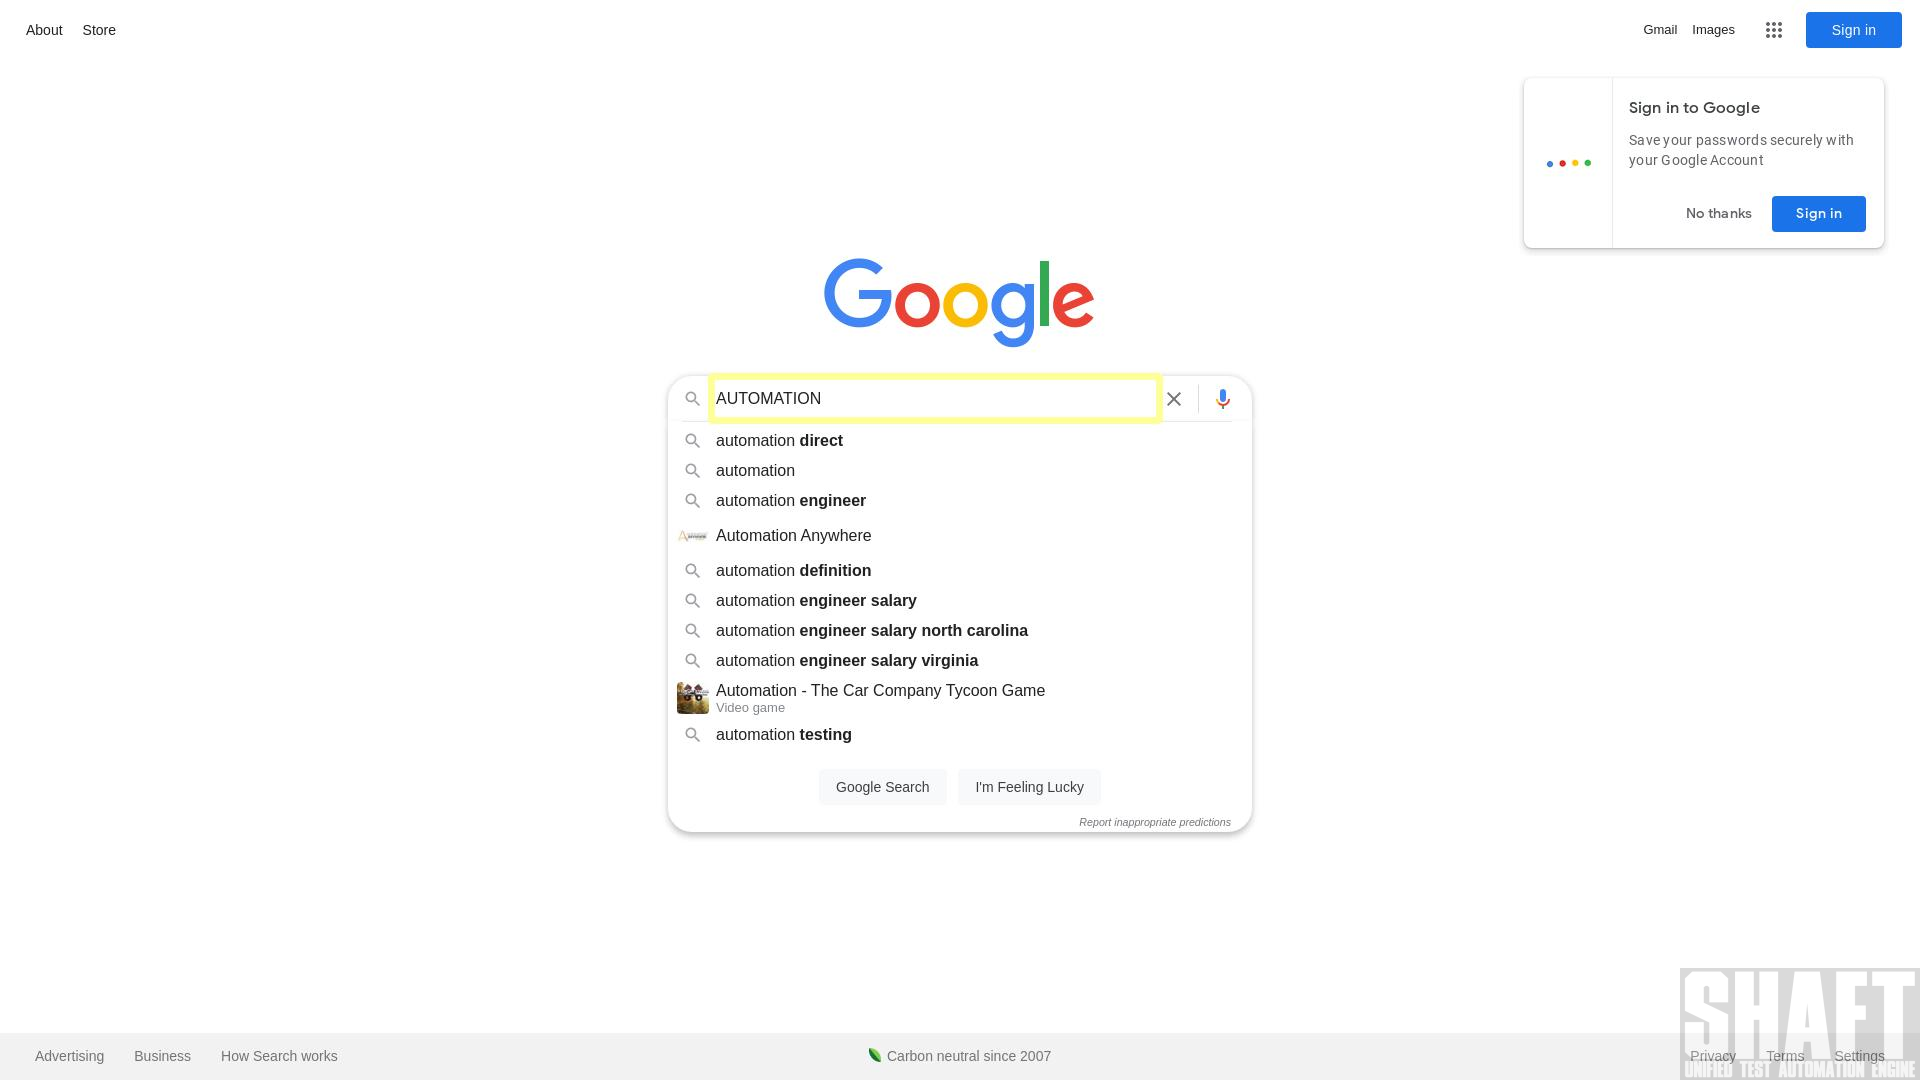 About Store
Gmail Images Sign in
Sign in to Google
Save your passwords securely with
your Google Account
No thanks Sign in
Google
AUTOMATION
automation direct
automation
automation engineer
Automation Anywhere
automation definition
automation engineer salary
automation engineer salary north carolina
automation engineer salary virginia
Automation - The Car Company Tycoon Game
Video game
automation testing
Google Search I'm Feeling Lucky
Report inappropriate predictions
SHAFT
UNIFIED TEST AUTOMATION ENGINE
Advertising Business How Search works Carbon neutral since 2007 Privacy Terms Settings